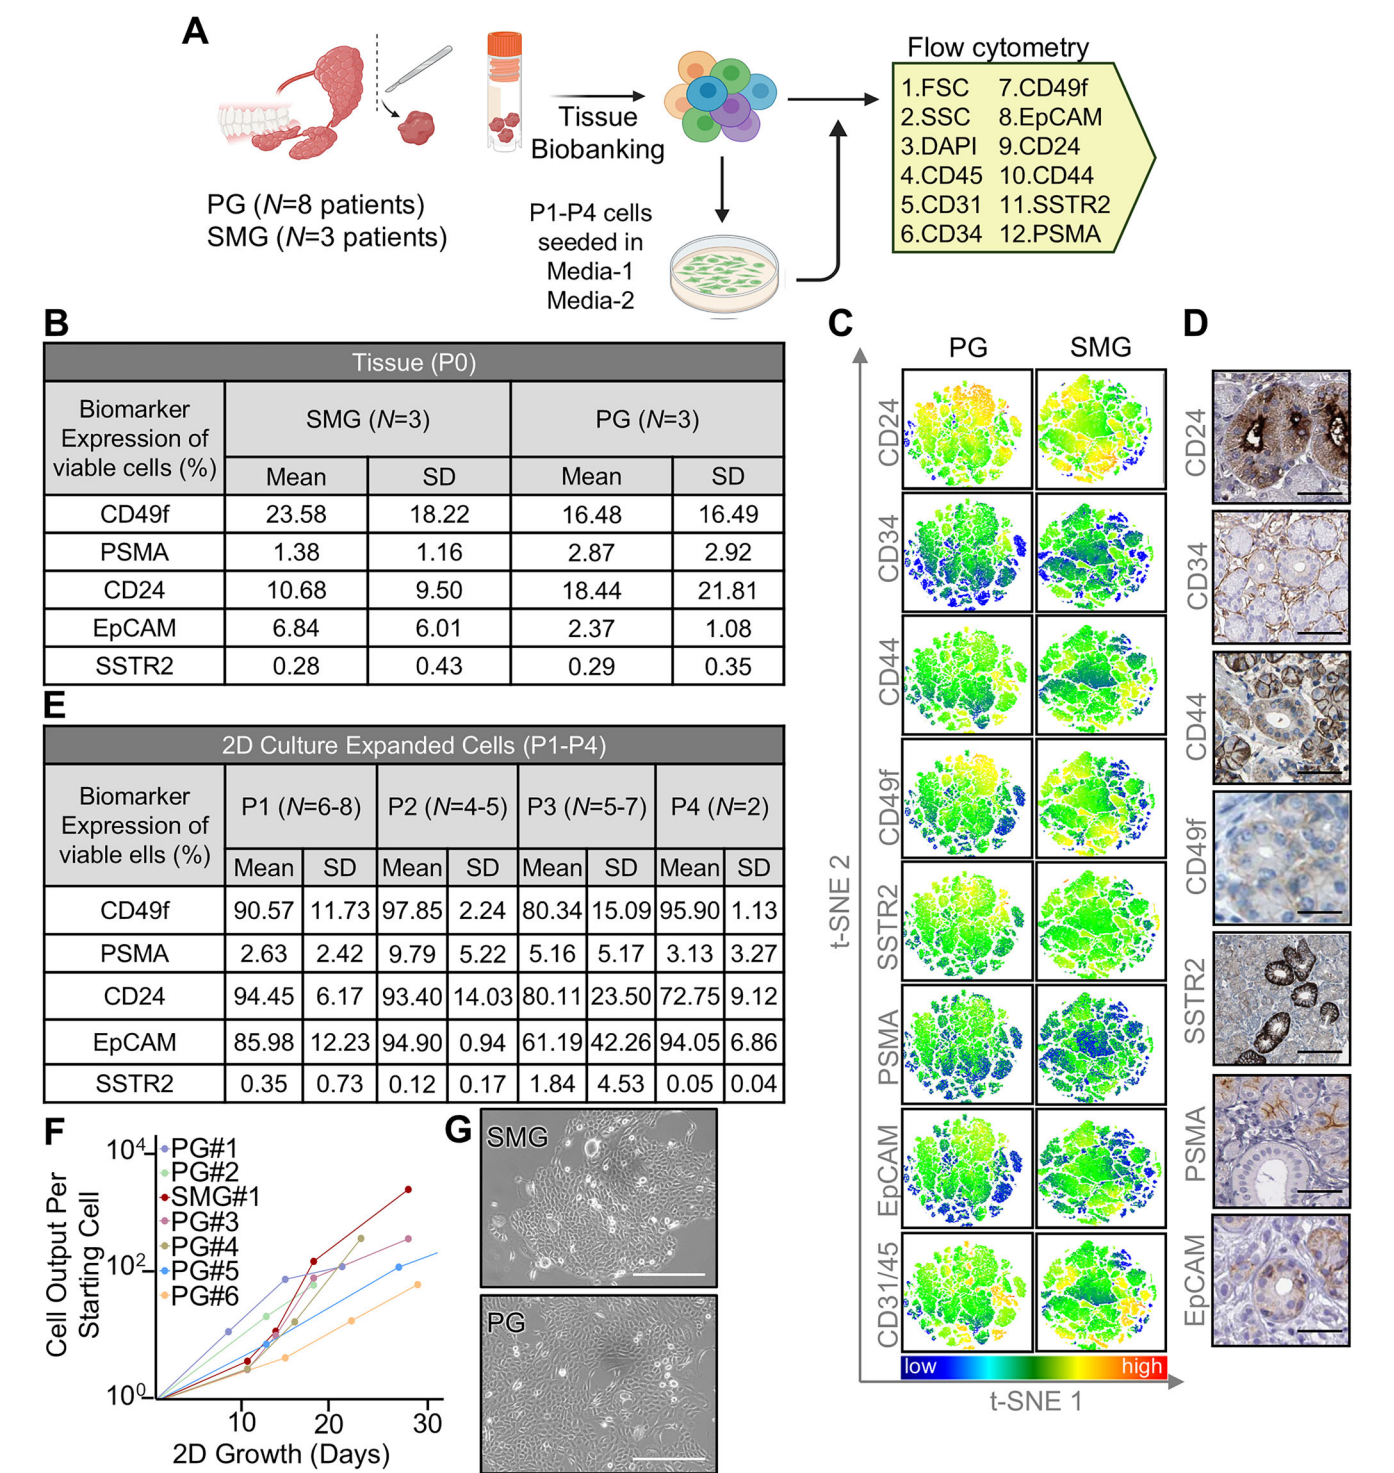 A
PG (N=8 patients)
SMG (N=3 patients)
Tissue
Biobanking
P1-P4 cells
seeded in
Media-1
Media-2
Flow cytometry
1.FSC 7.CD49f
2.SSC 8.EpCAM
3.DAPI 9.CD24
4.CD45 10.CD44
5.CD31 11.SSTR2
6.CD34 12.PSMA
B
Tissue (P0)
Biomarker
Expression of
viable cells (%)
SMG (N=3) PG (N=3)
Mean SD Mean SD
CD49f 23.58 18.22 16.48 16.49
PSMA 1.38 1.16 2.87 2.92
CD24 10.68 9.50 18.44 21.81
EpCAM 6.84 6.01 2.37 1.08
SSTR2 0.28 0.43 0.29 0.35
C
PG SMG
CD24
CD34
CD44
CD49f
SSTR2
PSMA
EpCAM
CD31/45
low high
t-SNE 2
t-SNE 1
D
CD24
CD34
CD44
CD49f
SSTR2
PSMA
EpCAM
E
2D Culture Expanded Cells (P1-P4)
Biomarker
Expression of
viable ells (%)
P1 (N=6-8) P2 (N=4-5) P3 (N=5-7) P4 (N=2)
Mean SD Mean SD Mean SD Mean SD
CD49f 90.57 11.73 97.85 2.24 80.34 15.09 95.90 1.13
PSMA 2.63 2.42 9.79 5.22 5.16 5.17 3.13 3.27
CD24 94.45 6.17 93.40 14.03 80.11 23.50 72.75 9.12
EpCAM 85.98 12.23 94.90 0.94 61.19 42.26 94.05 6.86
SSTR2 0.35 0.73 0.12 0.17 1.84 4.53 0.05 0.04
F
Cell Output Per
Starting Cell
10⁴
10²
10⁰
PG#1
PG#2
SMG#1
PG#3
PG#4
PG#5
PG#6
10 20 30
2D Growth (Days)
G
SMG
PG